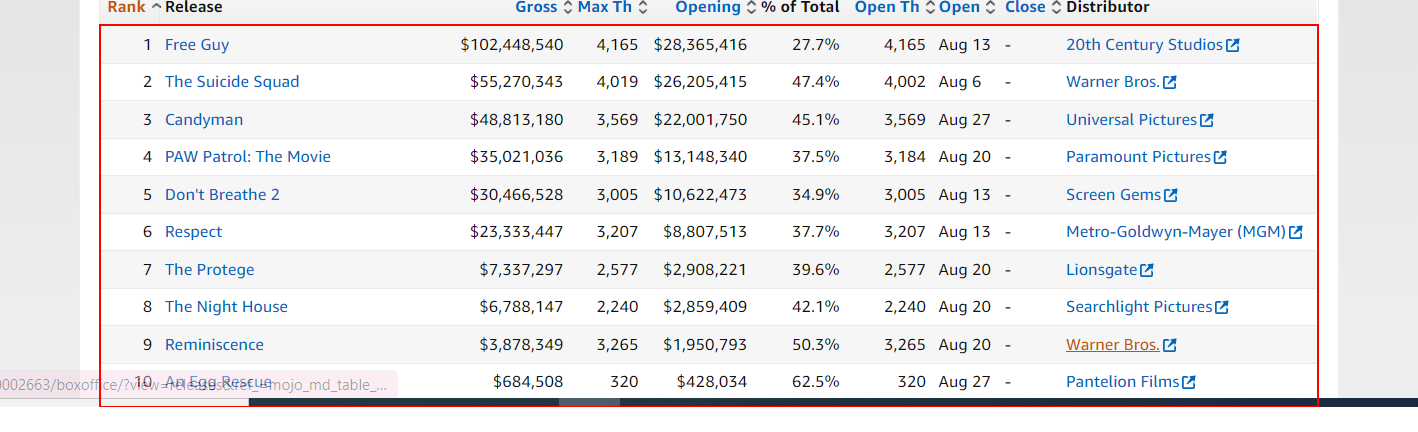 Rank Release Gross Max Th Opening % of Total Open Th Open Close Distributor
1 Free Guy $102,448,540 4,165 $28,365,416 27.7% 4,165 Aug 13 - 20th Century Studios
2 The Suicide Squad $55,270,343 4,019 $26,205,415 47.4% 4,002 Aug 6 - Warner Bros.
3 Candyman $48,813,180 3,569 $22,001,750 45.1% 3,569 Aug 27 - Universal Pictures
4 PAW Patrol: The Movie $35,021,036 3,189 $13,148,340 37.5% 3,184 Aug 20 - Paramount Pictures
5 Don't Breathe 2 $30,466,528 3,005 $10,622,473 34.9% 3,005 Aug 13 - Screen Gems
6 Respect $23,333,447 3,207 $8,807,513 37.7% 3,207 Aug 13 - Metro-Goldwyn-Mayer (MGM)
7 The Protege $7,337,297 2,577 $2,908,221 39.6% 2,577 Aug 20 - Lionsgate
8 The Night House $6,788,147 2,240 $2,859,409 42.1% 2,240 Aug 20 - Searchlight Pictures
9 Reminiscence $3,878,349 3,265 $1,950,793 50.3% 3,265 Aug 20 - Warner Bros.
10 An Egg Rescue $684,508 320 $428,034 62.5% 320 Aug 27 - Pantelion Films
0002663/boxoffice/?view=releases&ref_=mojo_md_table_...